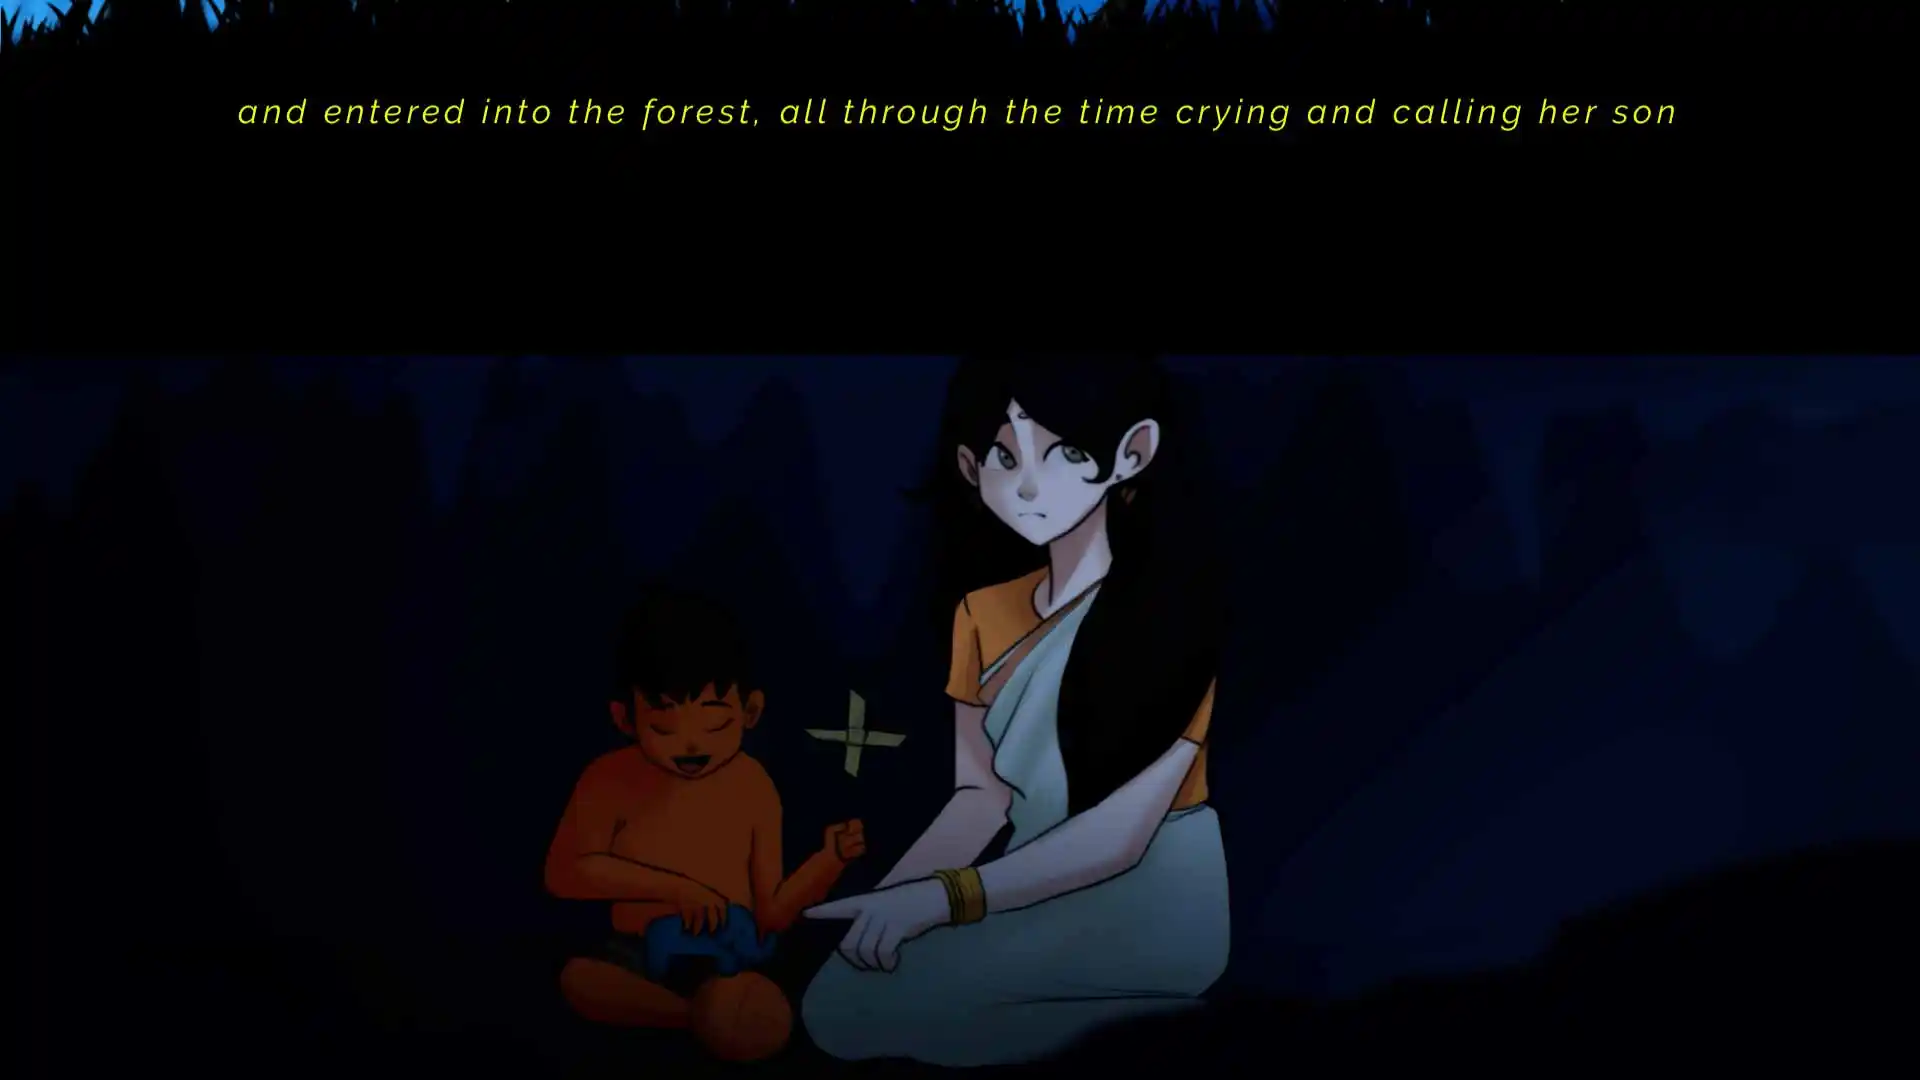 and entered into the forest, all through the time crying and calling her son